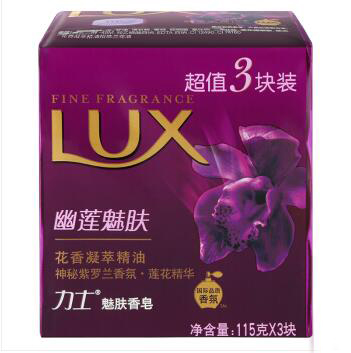 超值3块装
FINE FRAGRANCE
LUX
幽莲魅肤
花香凝萃精油
神秘紫罗兰香氛·莲花精华
国际品质
香氛
力士®魅肤香皂
净含量:115克X3块